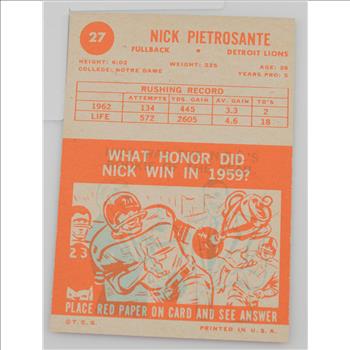 27
NICK PIETROSANTE
FULLBACK • DETROIT LIONS
HEIGHT: 6:02 WEIGHT: 225 AGE: 26
COLLEGE: NOTRE DAME YEARS PRO: 5
RUSHING RECORD
ATTEMPTS YDS. GAIN AV. GAIN TD'S
1962 134 445 3.3 2
LIFE 572 2605 4.6 18
WHAT HONOR DID
NICK WIN IN 1959?
23
PLACE RED PAPER ON CARD AND SEE ANSWER
©T.C.G. PRINTED IN U.S.A.